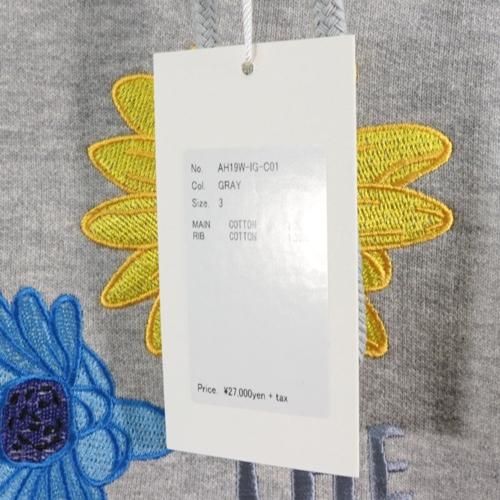 No. AH19W-IG-C01
Col. GRAY
Size. 3
MAIN COTTON
RIB COTTON
Price. ¥27,000yen + tax